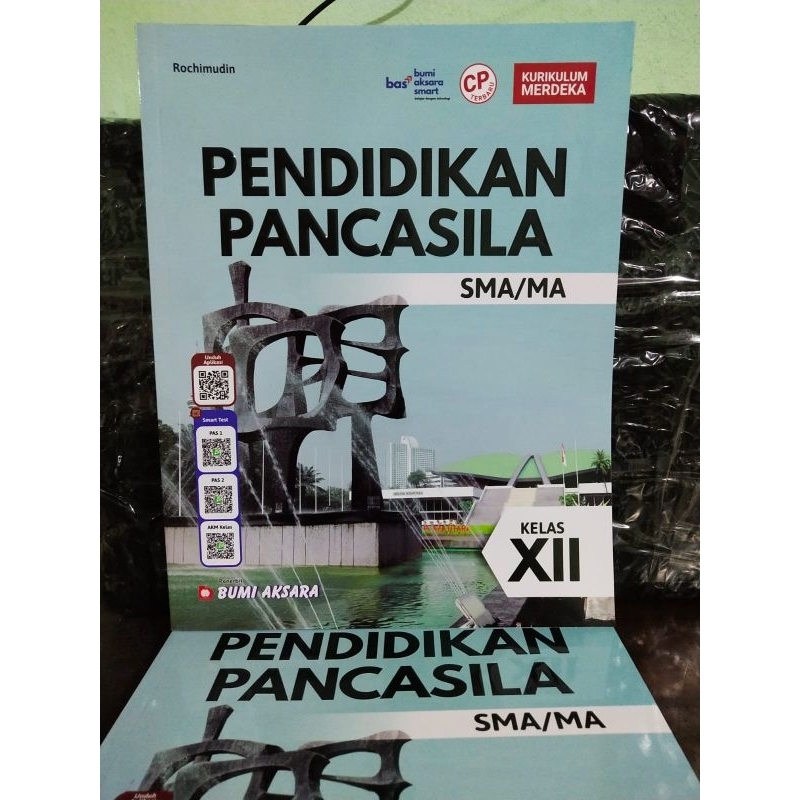 Rochimudin
bas
bumi
aksara
smart
CP
TERBARU
KURIKULUM
MERDEKA
PENDIDIKAN
PANCASILA
SMA/MA
Unduh
Aplikasi
Smart Test
PAS 1
PAS 2
AKM Kelas
KELAS
XII
Penerbit
BUMI AKSARA
PENDIDIKAN
PANCASILA
SMA/MA
Unduh